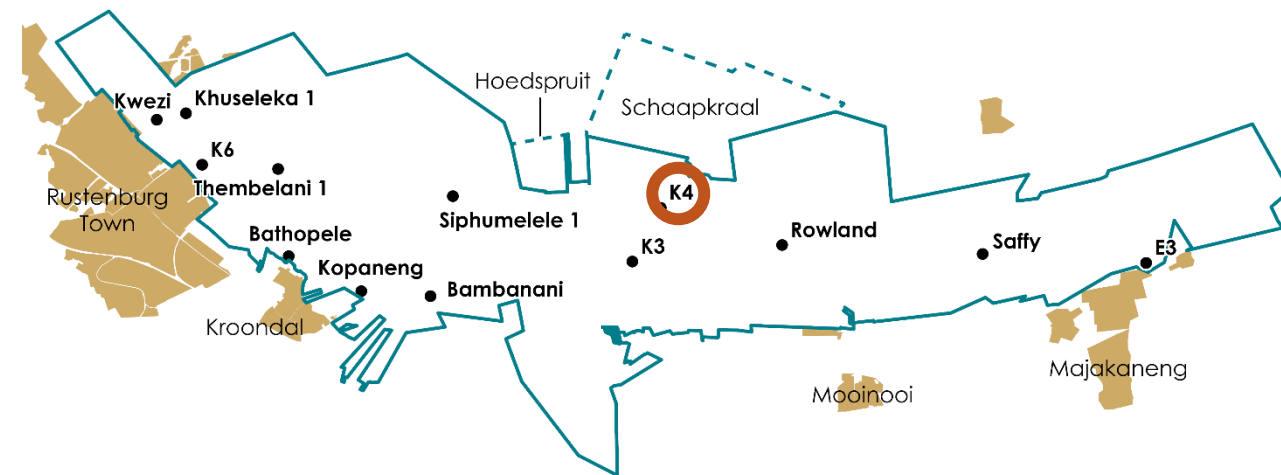 Hoedspruit
Schaapkraal
Kwezi
Khuseleka 1
K6
Thembelani 1
Rustenburg
Town
Siphumelele 1
K4
Bathopele
K3
Rowland
Saffy
E3
Kopaneng
Bambanani
Kroondal
Mooinooi
Majakaneng